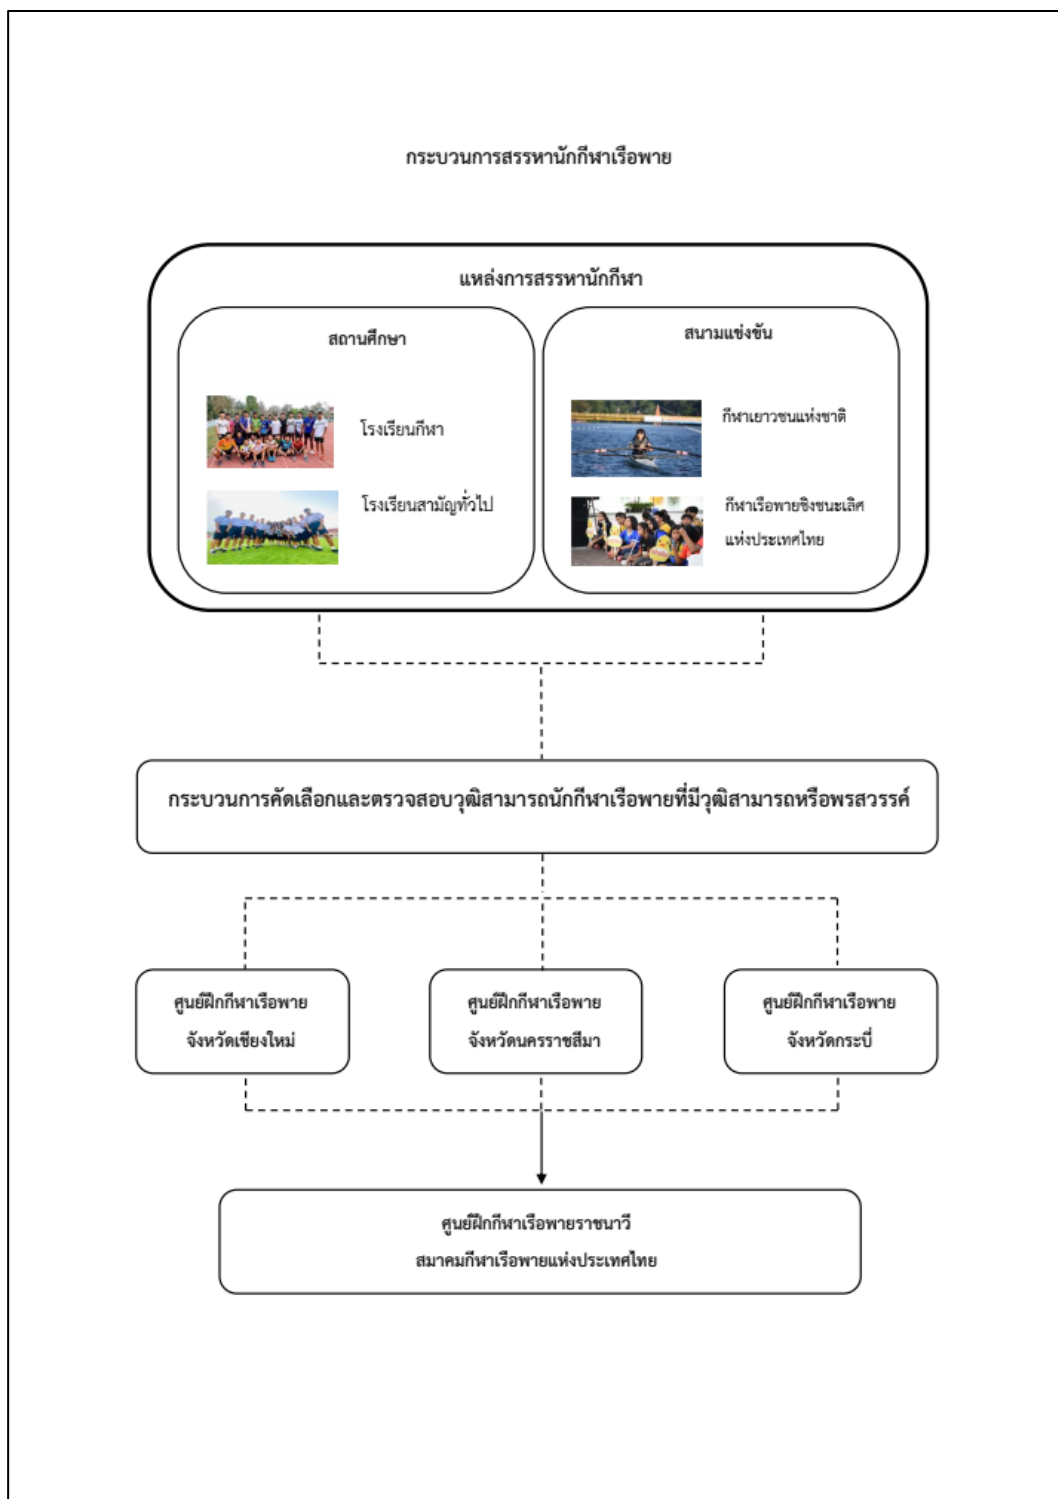 กระบวนการสรรหานักกีฬาเรือพาย
แหล่งการสรรหานักกีฬา
สถานศึกษา
โรงเรียนกีฬา
โรงเรียนสามัญทั่วไป
สนามแข่งขัน
กีฬาเยาวชนแห่งชาติ
กีฬาเรือพายชิงชนะเลิศ
แห่งประเทศไทย
กระบวนการคัดเลือกและตรวจสอบวุฒิสามารถนักกีฬาเรือพายที่มีวุฒิสามารถหรือพรสวรรค์
ศูนย์ฝึกกีฬาเรือพาย
จังหวัดเชียงใหม่
ศูนย์ฝึกกีฬาเรือพาย
จังหวัดนครราชสีมา
ศูนย์ฝึกกีฬาเรือพาย
จังหวัดกระบี่
ศูนย์ฝึกกีฬาเรือพายราชนาวี
สมาคมกีฬาเรือพายแห่งประเทศไทย